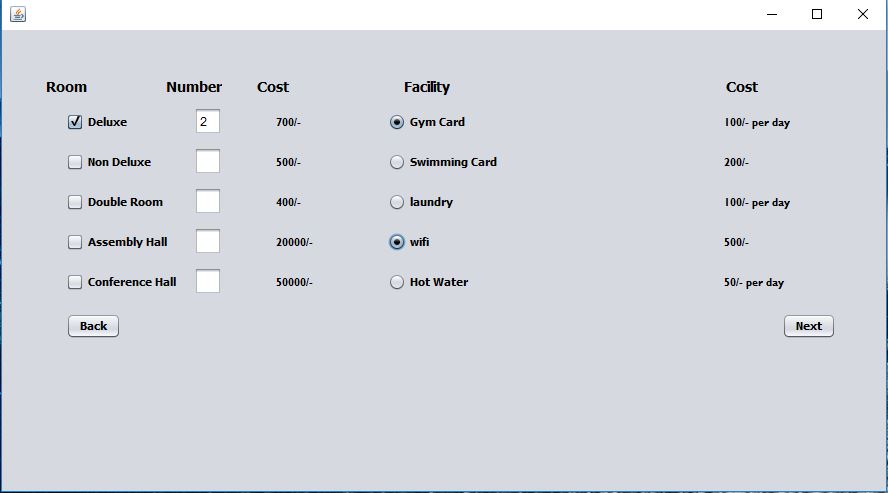 Room Number Cost Facility Cost
Deluxe 2 700/- Gym Card 100/- per day
Non Deluxe 500/- Swimming Card 200/-
Double Room 400/- laundry 100/- per day
Assembly Hall 20000/- wifi 500/-
Conference Hall 50000/- Hot Water 50/- per day
Back Next